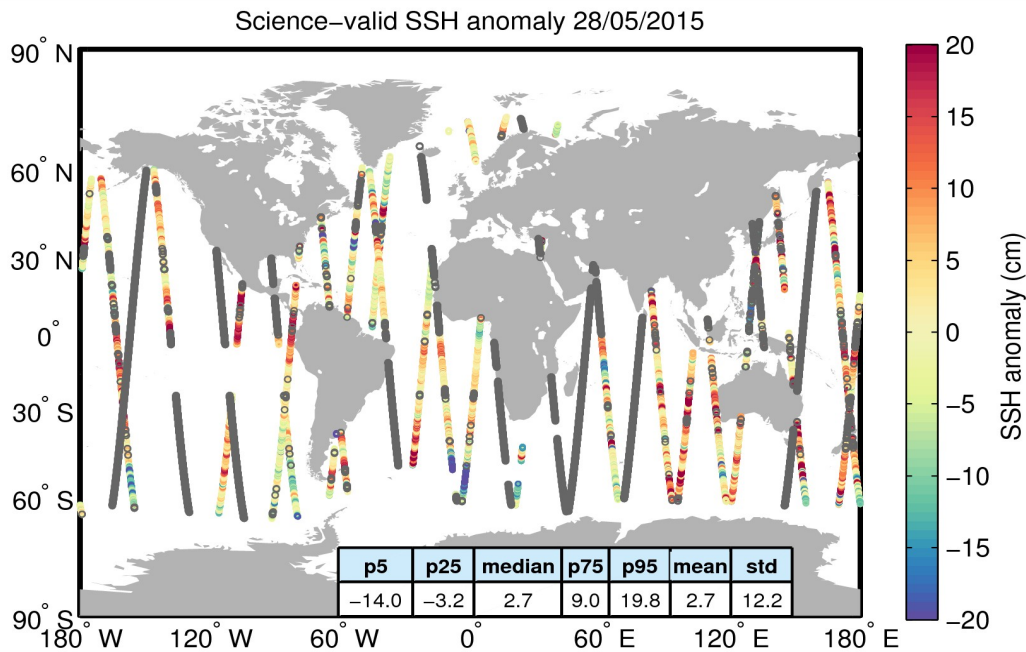 Science−valid SSH anomaly 28/05/2015
90° N
60° N
30° N
0°
30° S
60° S
90° S
180° W
120° W
60° W
0°
60° E
120° E
180° E
p5 p25 median p75 p95 mean std
−14.0 −3.2 2.7 9.0 19.8 2.7 12.2
20
15
10
5
0
−5
−10
−15
−20
SSH anomaly (cm)